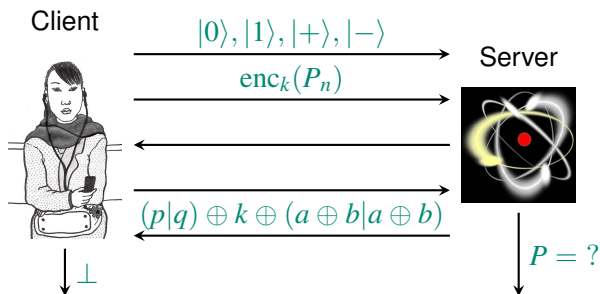 Client
|0⟩, |1⟩, |+⟩, |−⟩
Server
enc_k(P_n)
(p|q) ⊕ k ⊕ (a ⊕ b|a ⊕ b)
⊥
P = ?